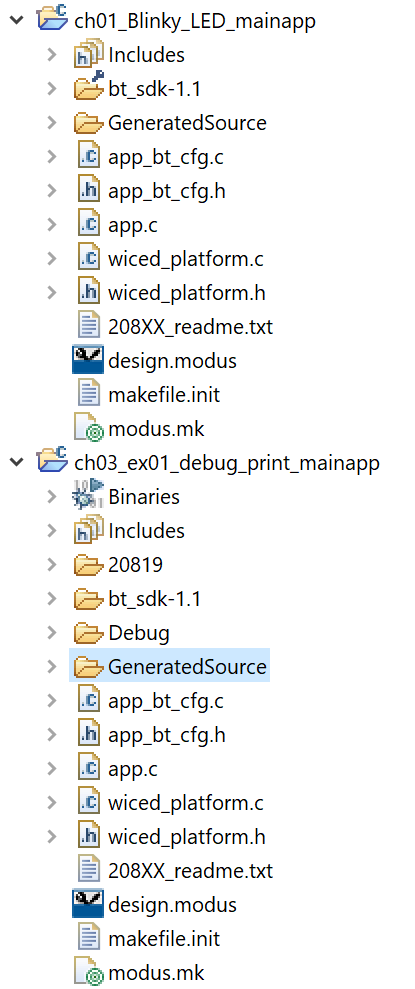 ch01_Blinky_LED_mainapp
Includes
bt_sdk-1.1
GeneratedSource
app_bt_cfg.c
app_bt_cfg.h
app.c
wiced_platform.c
wiced_platform.h
208XX_readme.txt
design.modus
makefile.init
modus.mk
ch03_ex01_debug_print_mainapp
Binaries
Includes
20819
bt_sdk-1.1
Debug
GeneratedSource
app_bt_cfg.c
app_bt_cfg.h
app.c
wiced_platform.c
wiced_platform.h
208XX_readme.txt
design.modus
makefile.init
modus.mk